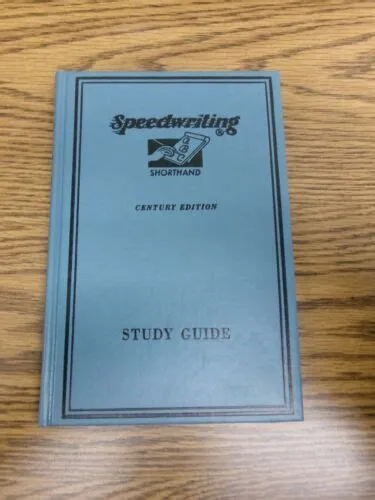 Speedwriting®
SHORTHAND
CENTURY EDITION
STUDY GUIDE